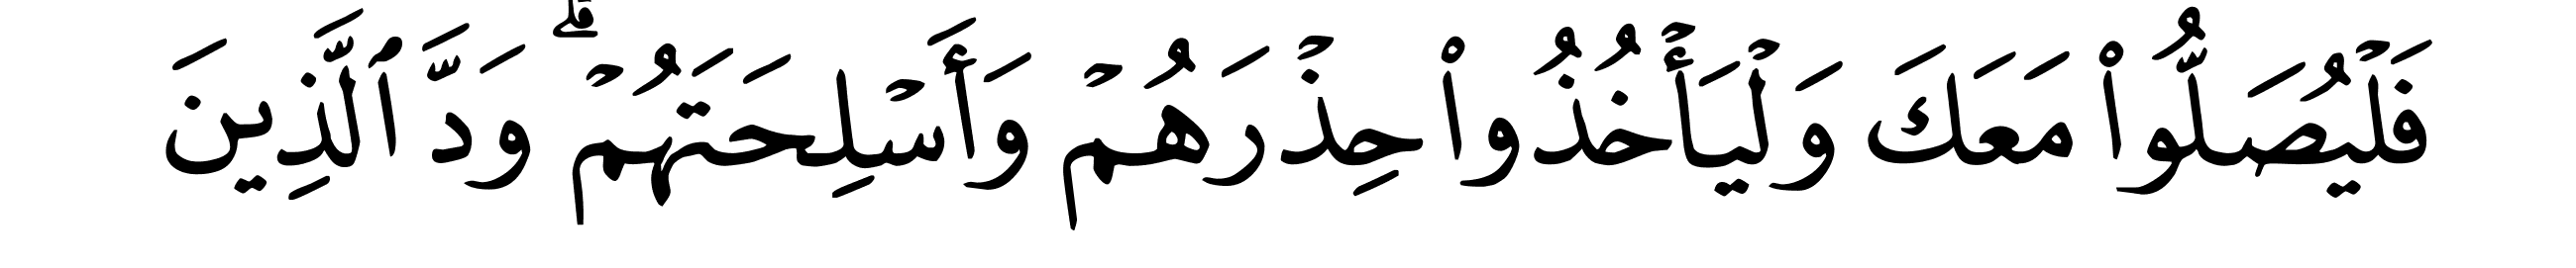 فَلۡيُصَلُّواْ مَعَكَ وَلۡيَأۡخُذُواْ حِذۡرَهُمۡ وَأَسۡلِحَتَهُمۡۗ وَدَّ ٱلَّذِينَ